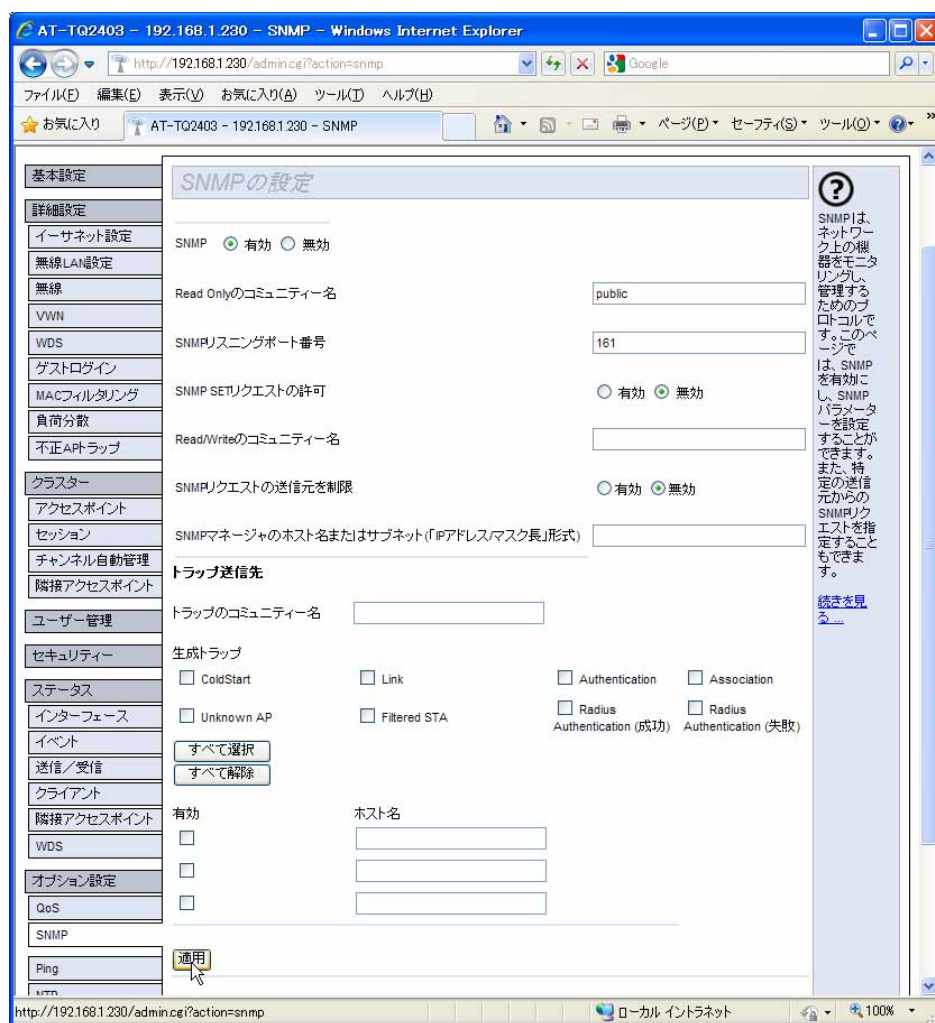 AT-TQ2403 - 192.168.1.230 - SNMP - Windows Internet Explorer
http://192.168.1.230/admin.cgi?action=snmp
Google
ファイル(F) 編集(E) 表示(V) お気に入り(A) ツール(T) ヘルプ(H)
お気に入り
AT-TQ2403 - 192.168.1.230 - SNMP
ページ(P) セーフティ(S) ツール(O)
基本設定
詳細設定
イーサネット設定
無線LAN設定
無線
VWN
WDS
ゲストログイン
MACフィルタリング
負荷分散
不正APトラップ
クラスター
アクセスポイント
セッション
チャンネル自動管理
隣接アクセスポイント
ユーザー管理
セキュリティー
ステータス
インターフェース
イベント
送信/受信
クライアント
隣接アクセスポイント
WDS
オプション設定
QoS
SNMP
Ping
NTP
SNMPの設定
SNMP 有効 無効
Read Onlyのコミュニティー名 public
SNMPリスニングポート番号 161
SNMP SETリクエストの許可 有効 無効
Read/Writeのコミュニティー名
SNMPリクエストの送信元を制限 有効 無効
SNMPマネージャのホスト名またはサブネット(「IPアドレス/マスク長」形式)
トラップ送信先
トラップのコミュニティー名
生成トラップ
ColdStart Link Authentication Association
Unknown AP Filtered STA Radius Authentication (成功) Radius Authentication (失敗)
すべて選択
すべて解除
有効 ホスト名
適用
?
SNMPは、
ネットワー
ク上の機
器をモニタ
リングし、
管理する
ためのプ
ロトコルで
す。このペ
ージで
は、SNMP
を有効に
し、SNMP
パラメータ
ーを設定
することが
できます。
また、特
定の送信
元からの
SNMPリク
エストを指
定すること
もできま
す。
続きを見
る ...
http://192.168.1.230/admin.cgi?action=snmp
ローカル イントラネット
100%